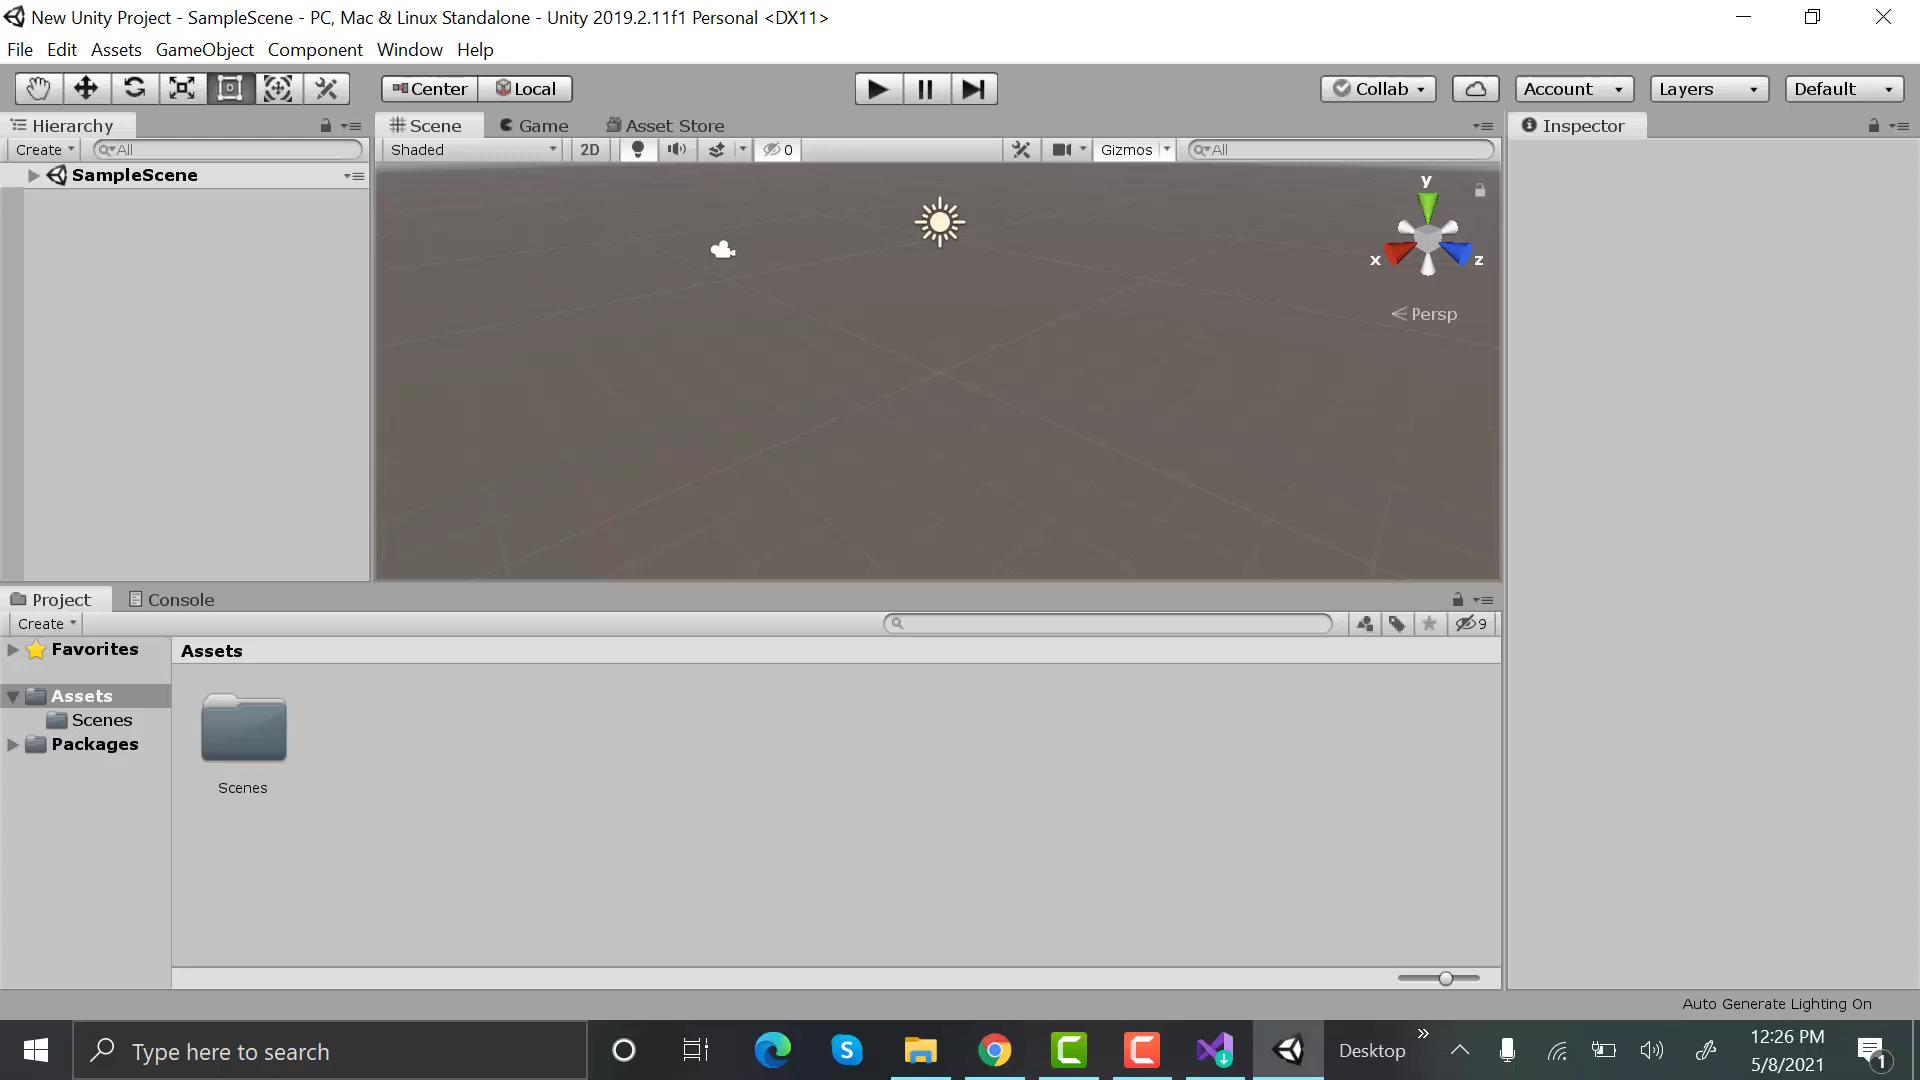 New Unity Project - SampleScene - PC, Mac & Linux Standalone - Unity 2019.2.11f1 Personal <DX11>
File Edit Assets GameObject Component Window Help
Center Local Collab Account Layers Default
Hierarchy Scene Game Asset Store Inspector
Create All Shaded 2D 0 Gizmos All
SampleScene
y
x z
Persp
Project Console
Create 9
Favorites Assets
Assets
Scenes
Packages
Scenes
Auto Generate Lighting On
Type here to search Desktop 12:26 PM
5/8/2021 1